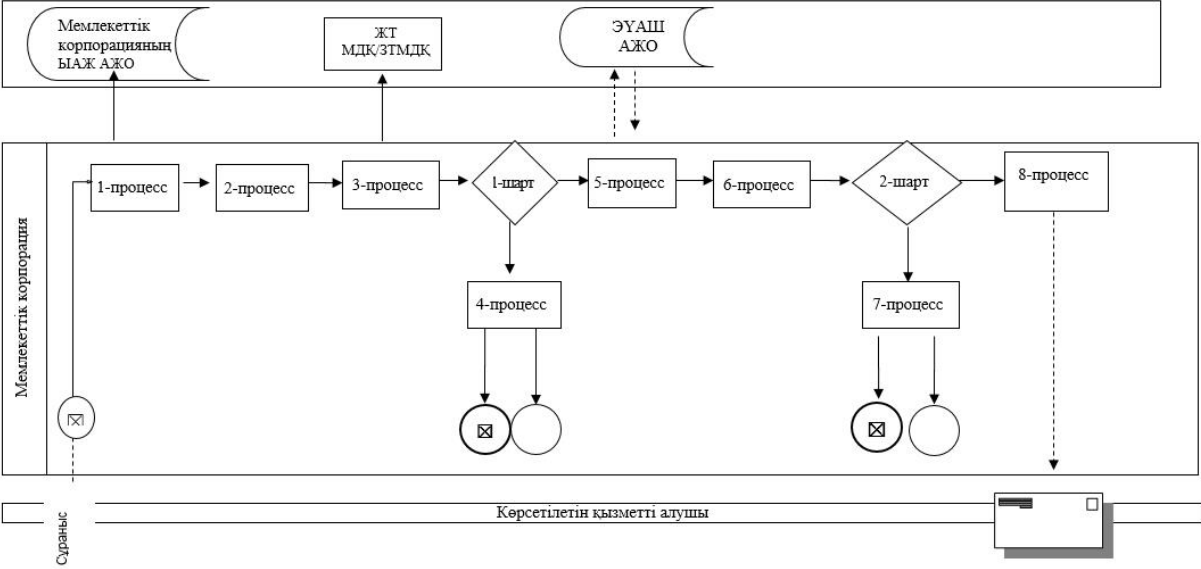 Мемлекеттік
корпорацияның
ЫАЖ АЖО
ЖТ
МДҚ/ЗТМДҚ
ЭҮАШ
АЖО
Мемлекеттік корпорация
1-процесс
2-процесс
3-процесс
1-шарт
5-процесс
6-процесс
2-шарт
8-процесс
4-процесс
7-процесс
Сұраныс
Көрсетілетін қызметті алушы